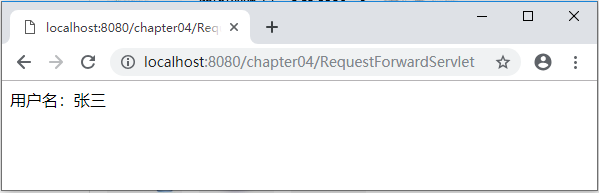 localhost:8080/chapter04/Req
localhost:8080/chapter04/RequestForwardServlet
用户名：张三